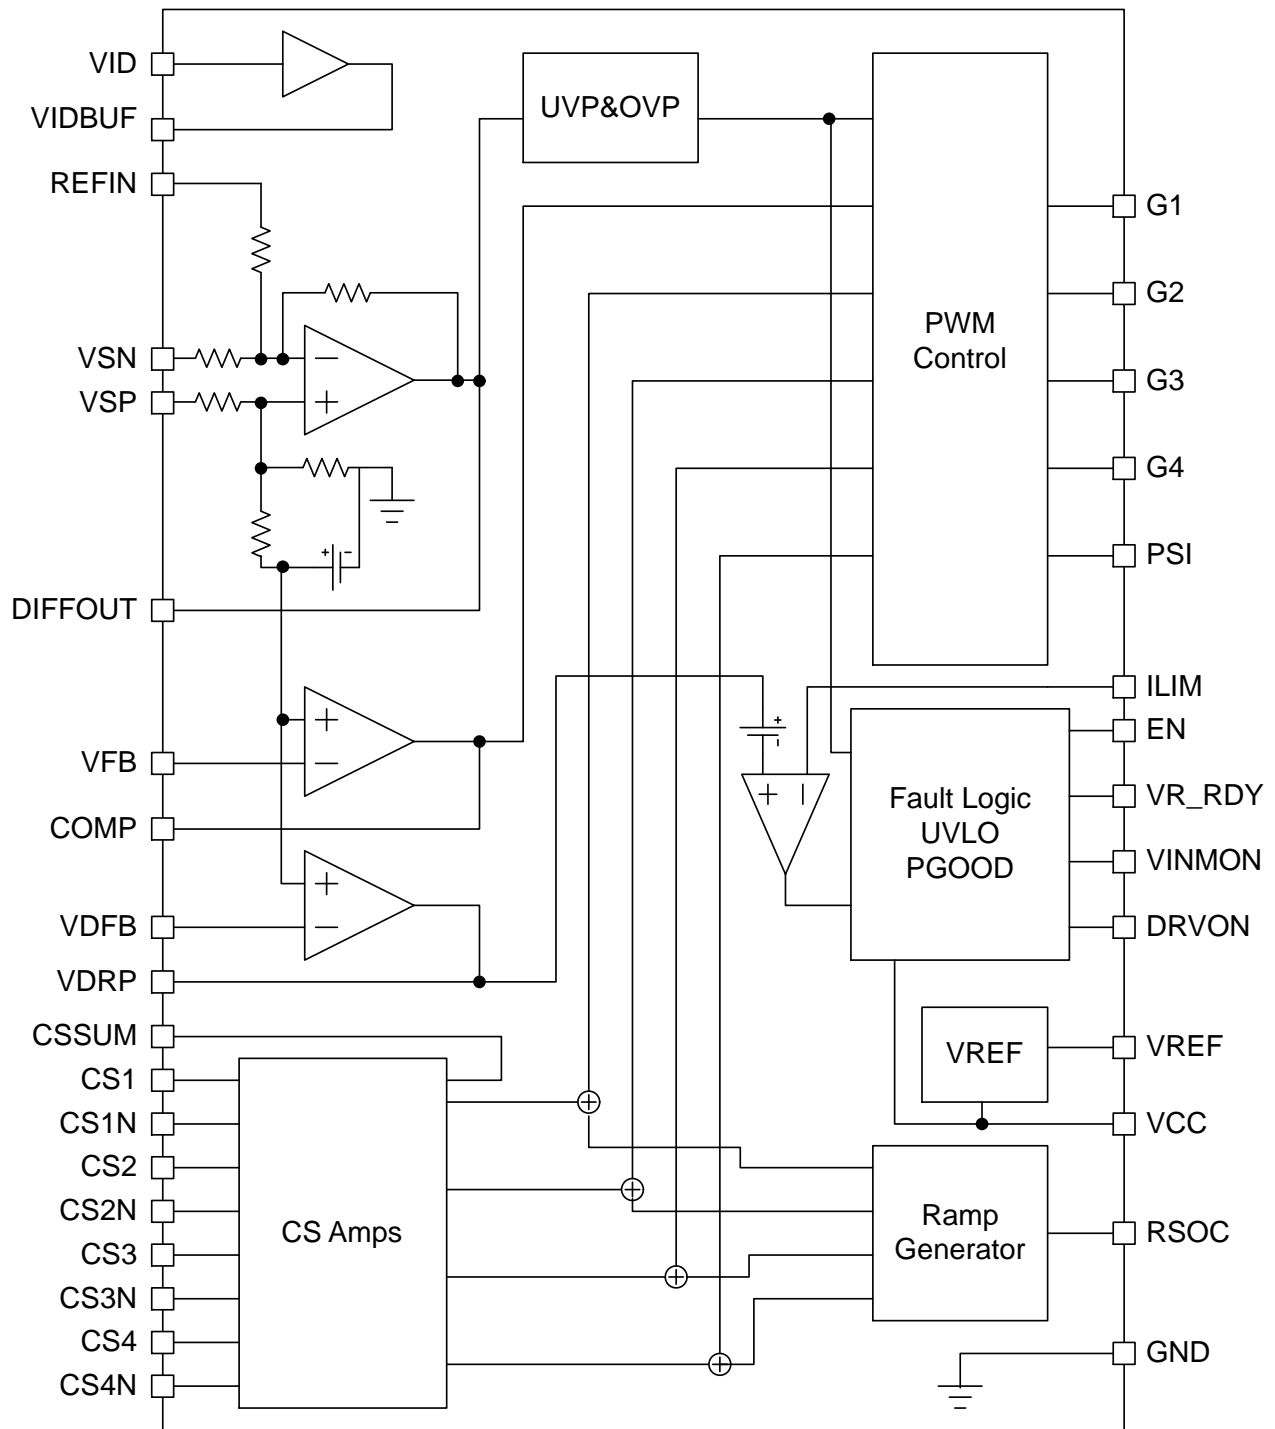 VID
VIDBUF
REFIN
VSN
VSP
DIFFOUT
VFB
COMP
VDFB
VDRP
CSSUM
CS1
CS1N
CS2
CS2N
CS3
CS3N
CS4
CS4N
UVP&OVP
PWM
Control
Fault Logic
UVLO
PGOOD
VREF
CS Amps
Ramp
Generator
G1
G2
G3
G4
PSI
ILIM
EN
VR_RDY
VINMON
DRVON
VREF
VCC
RSOC
GND